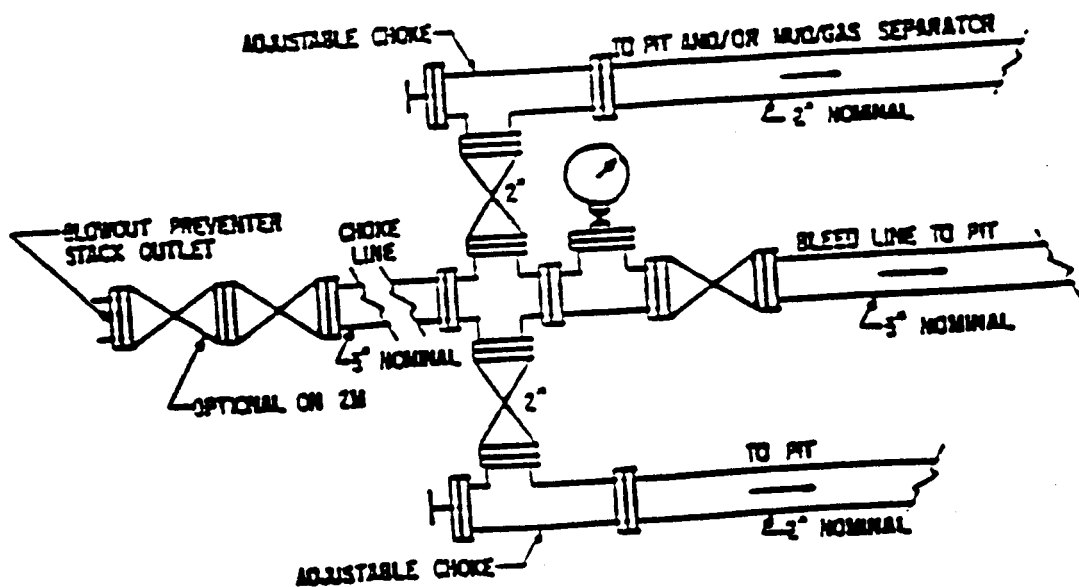 ADJUSTABLE CHOKE
TO PIT AND/OR MUD/GAS SEPARATOR
2" NOMINAL
2"
BLOWOUT PREVENTER
STACK OUTLET
CHOKE
LINE
BLEED LINE TO PIT
3" NOMINAL
3" NOMINAL
OPTIONAL ON 2M
2"
TO PIT
2" NOMINAL
ADJUSTABLE CHOKE